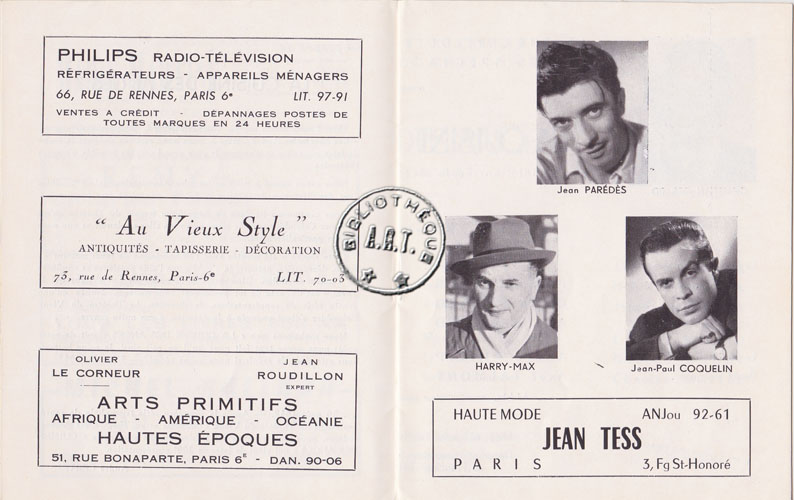 PHILIPS RADIO-TÉLÉVISION
RÉFRIGÉRATEURS - APPAREILS MÉNAGERS
66, RUE DE RENNES, PARIS 6e LIT. 97-91
VENTES A CRÉDIT - DÉPANNAGES POSTES DE
TOUTES MARQUES EN 24 HEURES
“ Au Vieux Style ”
ANTIQUITÉS - TAPISSERIE - DÉCORATION
73, rue de Rennes, Paris-6e LIT. 70-03
OLIVIER
LE CORNEUR
JEAN
ROUDILLON
EXPERT
ARTS PRIMITIFS
AFRIQUE - AMÉRIQUE - OCÉANIE
HAUTES ÉPOQUES
51, RUE BONAPARTE, PARIS 6E - DAN. 90-06
BIBLIOTHÈQUE
A.R.T.
Jean PARÉDÈS
HARRY-MAX
Jean-Paul COQUELIN
HAUTE MODE ANJou 92-61
JEAN TESS
PARIS 3, Fg St-Honoré